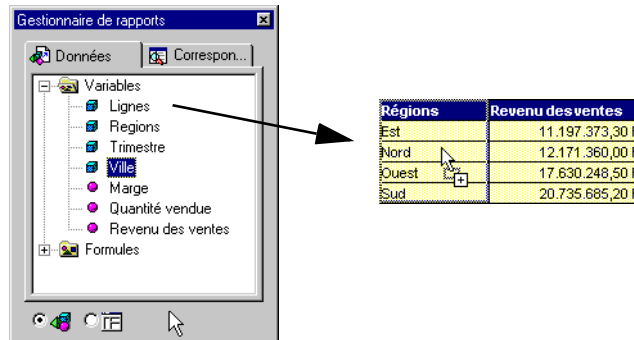 Gestionnaire de rapports
Données
Correspon...
Variables
Lignes
Regions
Trimestre
Ville
Marge
Quantité vendue
Revenu des ventes
Formules
Régions Revenu des ventes
Est 11.197.373,30 F
Nord 12.171.360,00 F
Ouest 17.630.248,50 F
Sud 20.735.685,20 F